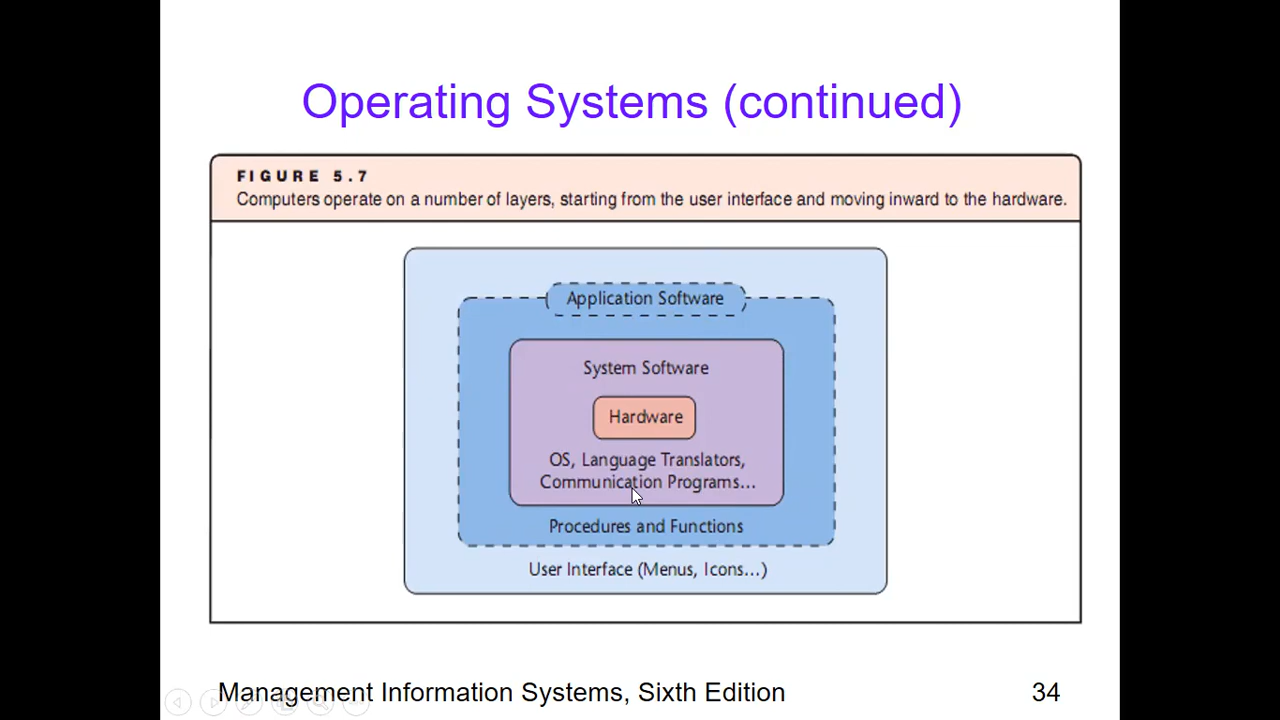 Operating Systems (continued)
FIGURE 5.7
Computers operate on a number of layers, starting from the user interface and moving inward to the hardware.
Application Software
System Software
Hardware
OS, Language Translators,
Communication Programs...
Procedures and Functions
User Interface (Menus, Icons...)
Management Information Systems, Sixth Edition
34